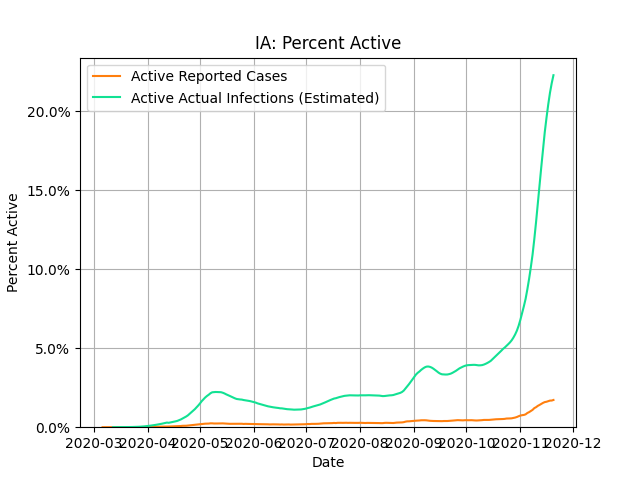 IA: Percent Active
Active Reported Cases
Active Actual Infections (Estimated)
Percent Active
20.0%
15.0%
10.0%
5.0%
0.0%
2020-03 2020-04 2020-05 2020-06 2020-07 2020-08 2020-09 2020-10 2020-11 2020-12
Date